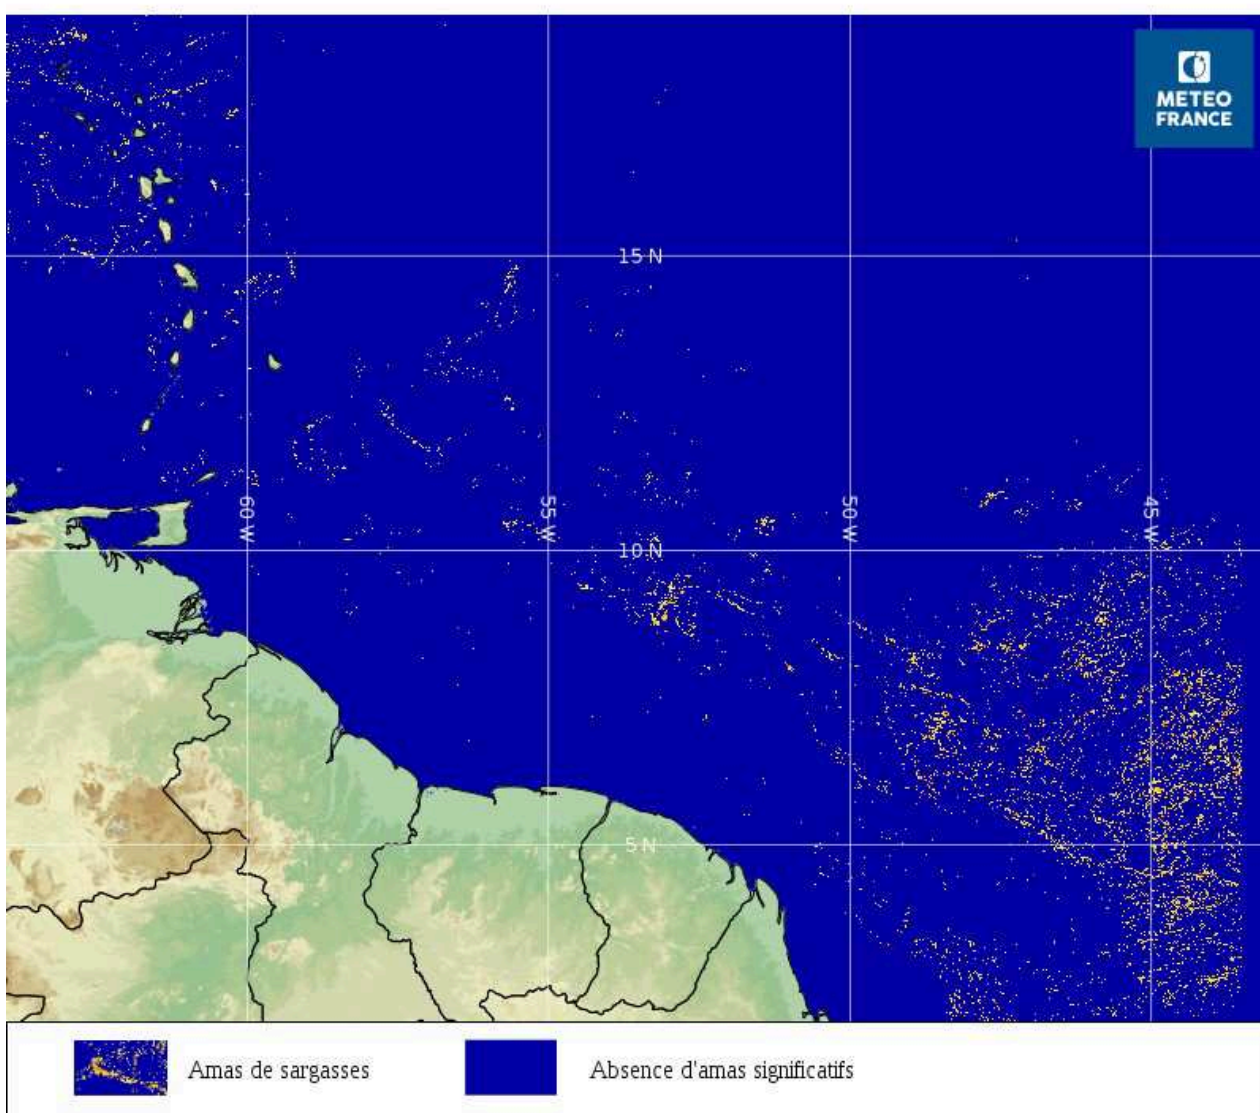 METEO
FRANCE
15 N
60 W
55 W
50 W
45 W
10 N
5 N
Amas de sargasses
Absence d'amas significatifs